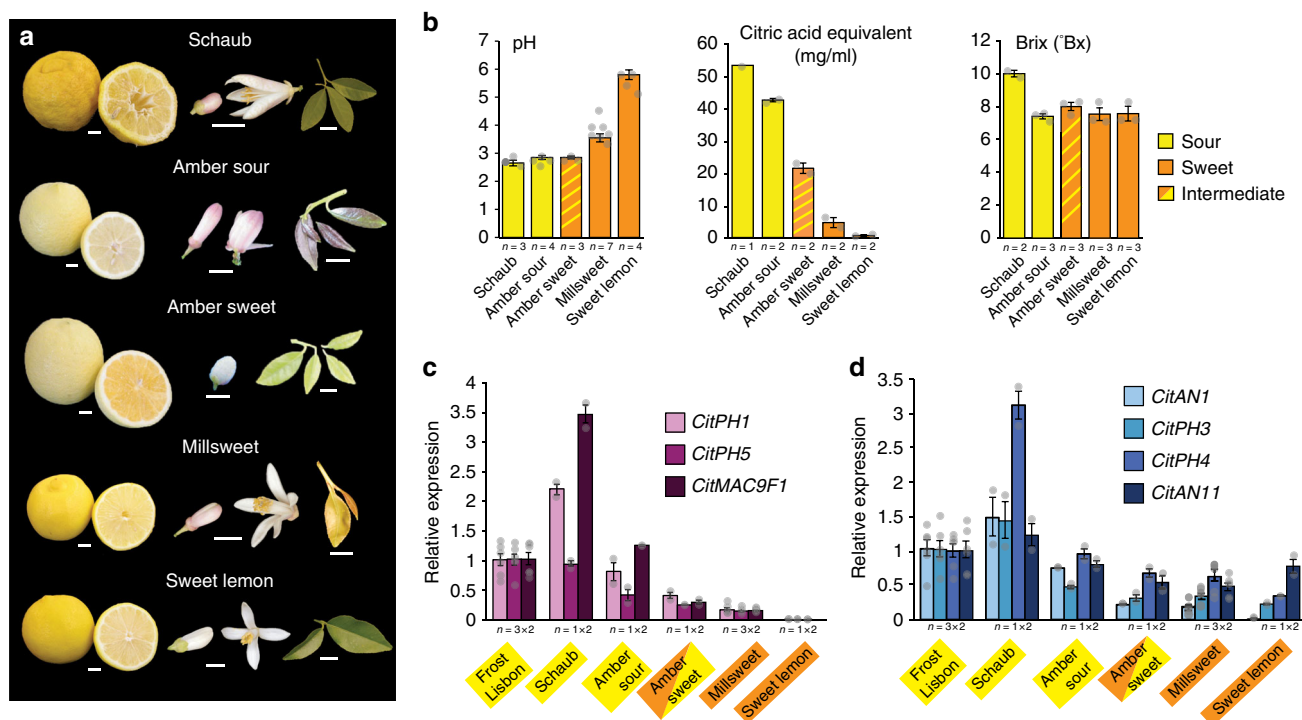 a
Schaub
Amber sour
Amber sweet
Millsweet
Sweet lemon
b
pH
7
6
5
4
3
2
1
0
n = 3
n = 4
n = 3
n = 7
n = 4
Schaub
Amber sour
Amber sweet
Millsweet
Sweet lemon
Citric acid equivalent
(mg/ml)
60
50
40
30
20
10
0
n = 1
n = 2
n = 2
n = 2
n = 2
Schaub
Amber sour
Amber sweet
Millsweet
Sweet lemon
Brix (°Bx)
12
10
8
6
4
2
0
n = 2
n = 3
n = 3
n = 3
n = 3
Schaub
Amber sour
Amber sweet
Millsweet
Sweet lemon
Sour
Sweet
Intermediate
c
Relative expression
4
3.5
3
2.5
2
1.5
1
0.5
0
CitPH1
CitPH5
CitMAC9F1
n = 3×2
n = 1×2
n = 1×2
n = 1×2
n = 3×2
n = 1×2
Frost
Lisbon
Schaub
Amber
sour
Amber
sweet
Millsweet
Sweet lemon
d
Relative expression
3.5
3
2.5
2
1.5
1
0.5
0
CitAN1
CitPH3
CitPH4
CitAN11
n = 3×2
n = 1×2
n = 1×2
n = 1×2
n = 3×2
n = 1×2
Frost
Lisbon
Schaub
Amber
sour
Amber
sweet
Millsweet
Sweet lemon